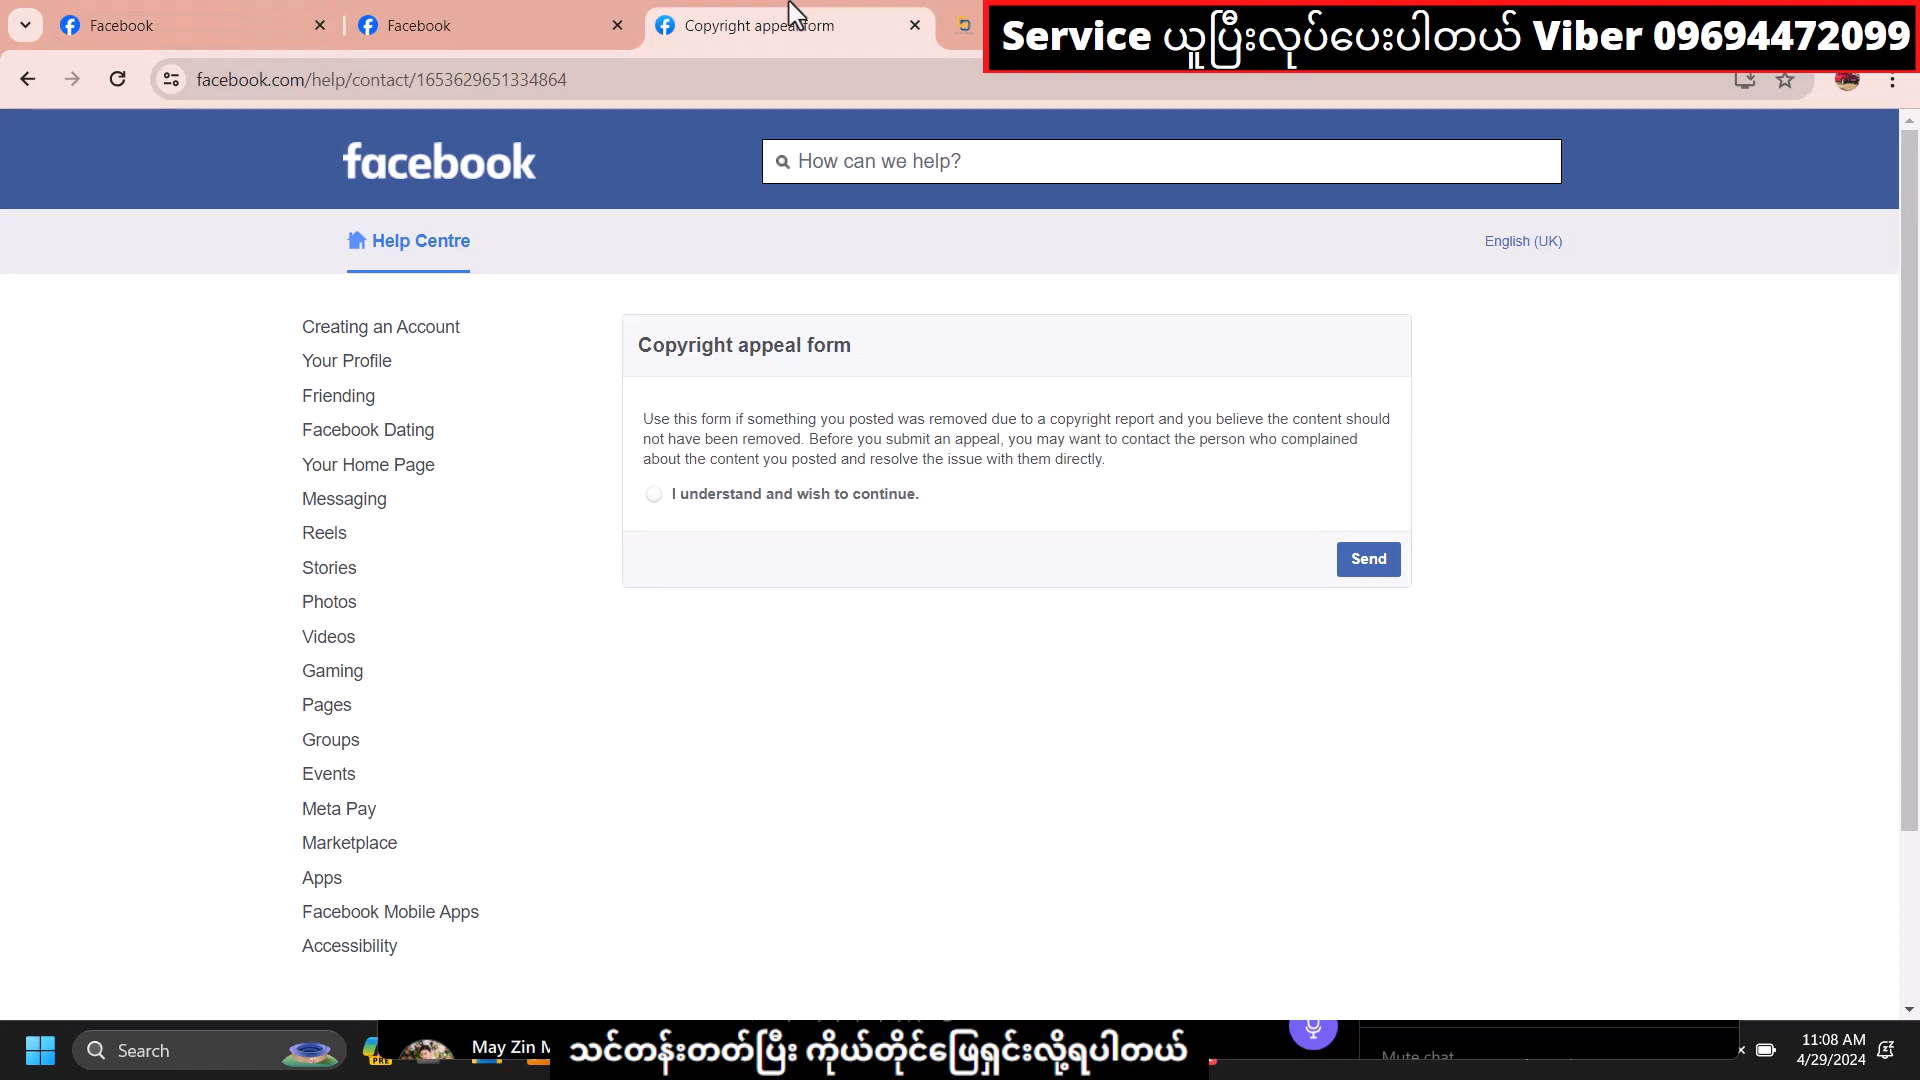 Facebook
Facebook
Copyright appeal form
Service ယူပြီးလုပ်ပေးပါတယ် Viber 09694472099
facebook.com/help/contact/1653629651334864
facebook
How can we help?
Help Centre
English (UK)
Creating an Account
Your Profile
Friending
Facebook Dating
Your Home Page
Messaging
Reels
Stories
Photos
Videos
Gaming
Pages
Groups
Events
Meta Pay
Marketplace
Apps
Facebook Mobile Apps
Accessibility
Copyright appeal form
Use this form if something you posted was removed due to a copyright report and you believe the content should
not have been removed. Before you submit an appeal, you may want to contact the person who complained
about the content you posted and resolve the issue with them directly.
I understand and wish to continue.
Send
Search
PRE
May Zin M
သင်တန်းတတ်ပြီး ကိုယ်တိုင်ဖြေရှင်းလို့ရပါတယ်
Mute chat
11:08 AM
4/29/2024